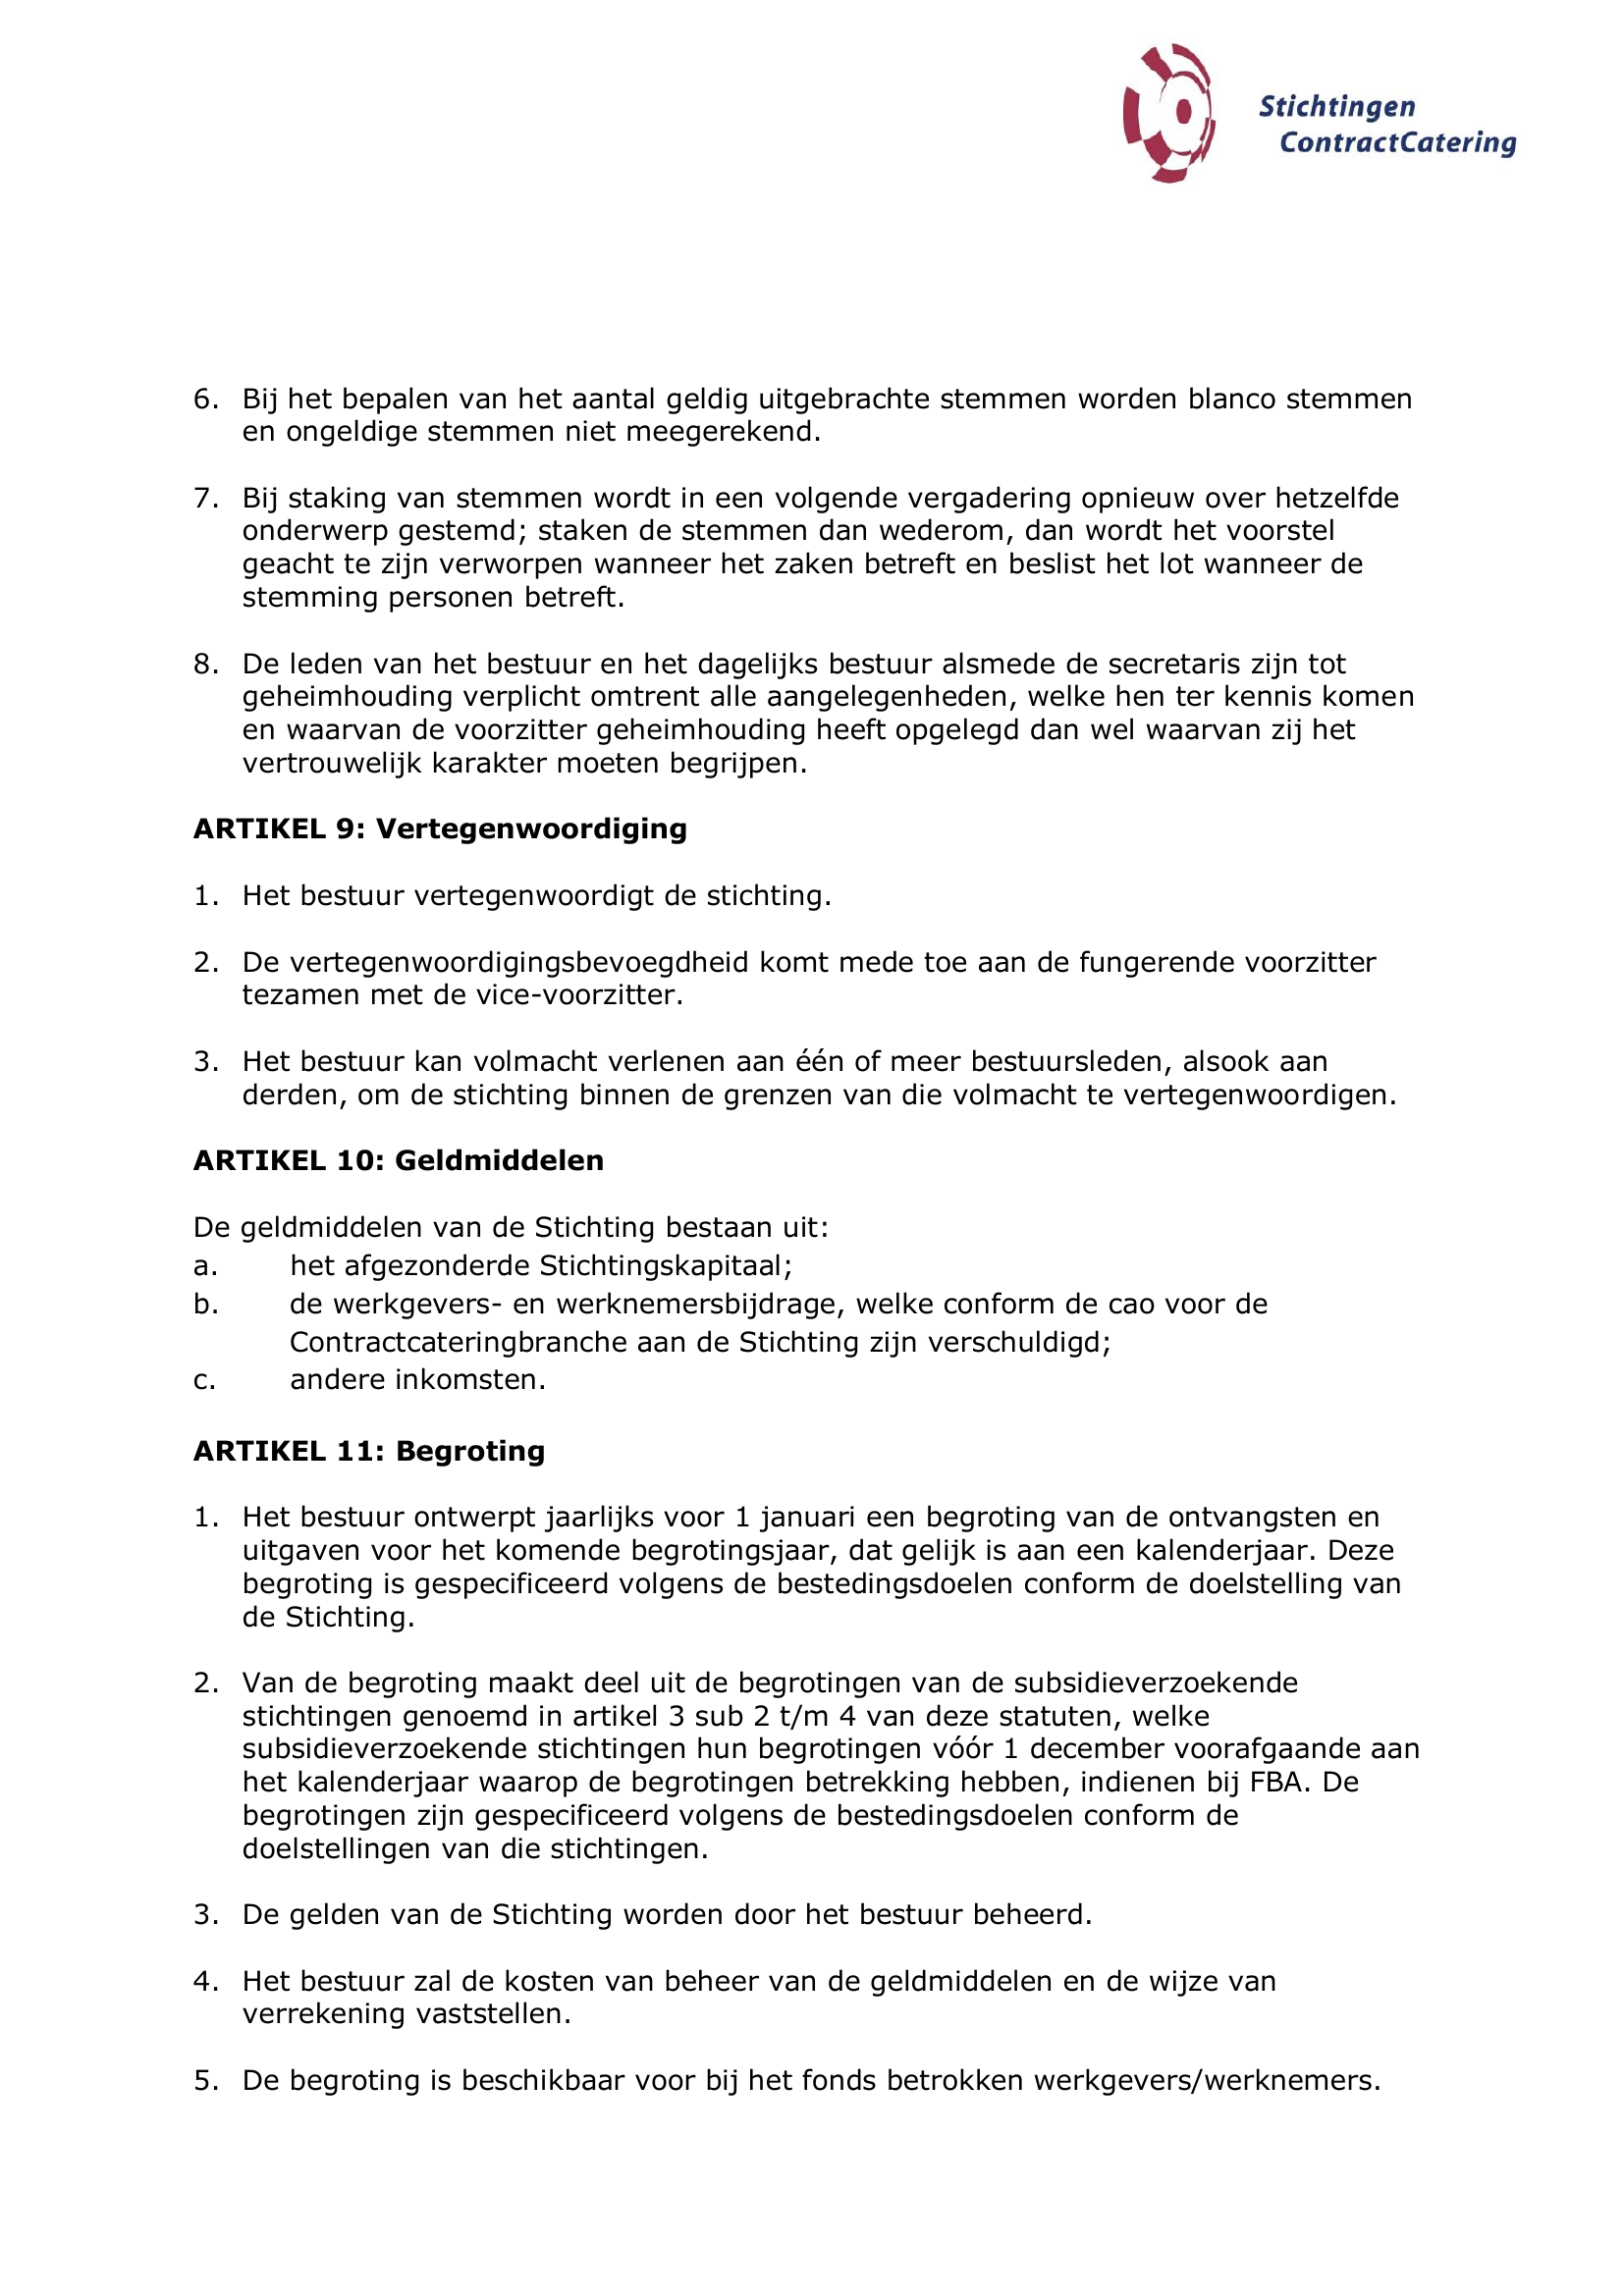 Stichtingen
ContractCatering
6. Bij het bepalen van het aantal geldig uitgebrachte stemmen worden blanco stemmen
en ongeldige stemmen niet meegerekend.
7. Bij staking van stemmen wordt in een volgende vergadering opnieuw over hetzelfde
onderwerp gestemd; staken de stemmen dan wederom, dan wordt het voorstel
geacht te zijn verworpen wanneer het zaken betreft en beslist het lot wanneer de
stemming personen betreft.
8. De leden van het bestuur en het dagelijks bestuur alsmede de secretaris zijn tot
geheimhouding verplicht omtrent alle aangelegenheden, welke hen ter kennis komen
en waarvan de voorzitter geheimhouding heeft opgelegd dan wel waarvan zij het
vertrouwelijk karakter moeten begrijpen.
ARTIKEL 9: Vertegenwoordiging
1. Het bestuur vertegenwoordigt de stichting.
2. De vertegenwoordigingsbevoegdheid komt mede toe aan de fungerende voorzitter
tezamen met de vice-voorzitter.
3. Het bestuur kan volmacht verlenen aan één of meer bestuursleden, alsook aan
derden, om de stichting binnen de grenzen van die volmacht te vertegenwoordigen.
ARTIKEL 10: Geldmiddelen
De geldmiddelen van de Stichting bestaan uit:
a. het afgezonderde Stichtingskapitaal;
b. de werkgevers- en werknemersbijdrage, welke conform de cao voor de
Contractcateringbranche aan de Stichting zijn verschuldigd;
c. andere inkomsten.
ARTIKEL 11: Begroting
1. Het bestuur ontwerpt jaarlijks voor 1 januari een begroting van de ontvangsten en
uitgaven voor het komende begrotingsjaar, dat gelijk is aan een kalenderjaar. Deze
begroting is gespecificeerd volgens de bestedingsdoelen conform de doelstelling van
de Stichting.
2. Van de begroting maakt deel uit de begrotingen van de subsidieverzoekende
stichtingen genoemd in artikel 3 sub 2 t/m 4 van deze statuten, welke
subsidieverzoekende stichtingen hun begrotingen vóór 1 december voorafgaande aan
het kalenderjaar waarop de begrotingen betrekking hebben, indienen bij FBA. De
begrotingen zijn gespecificeerd volgens de bestedingsdoelen conform de
doelstellingen van die stichtingen.
3. De gelden van de Stichting worden door het bestuur beheerd.
4. Het bestuur zal de kosten van beheer van de geldmiddelen en de wijze van
verrekening vaststellen.
5. De begroting is beschikbaar voor bij het fonds betrokken werkgevers/werknemers.